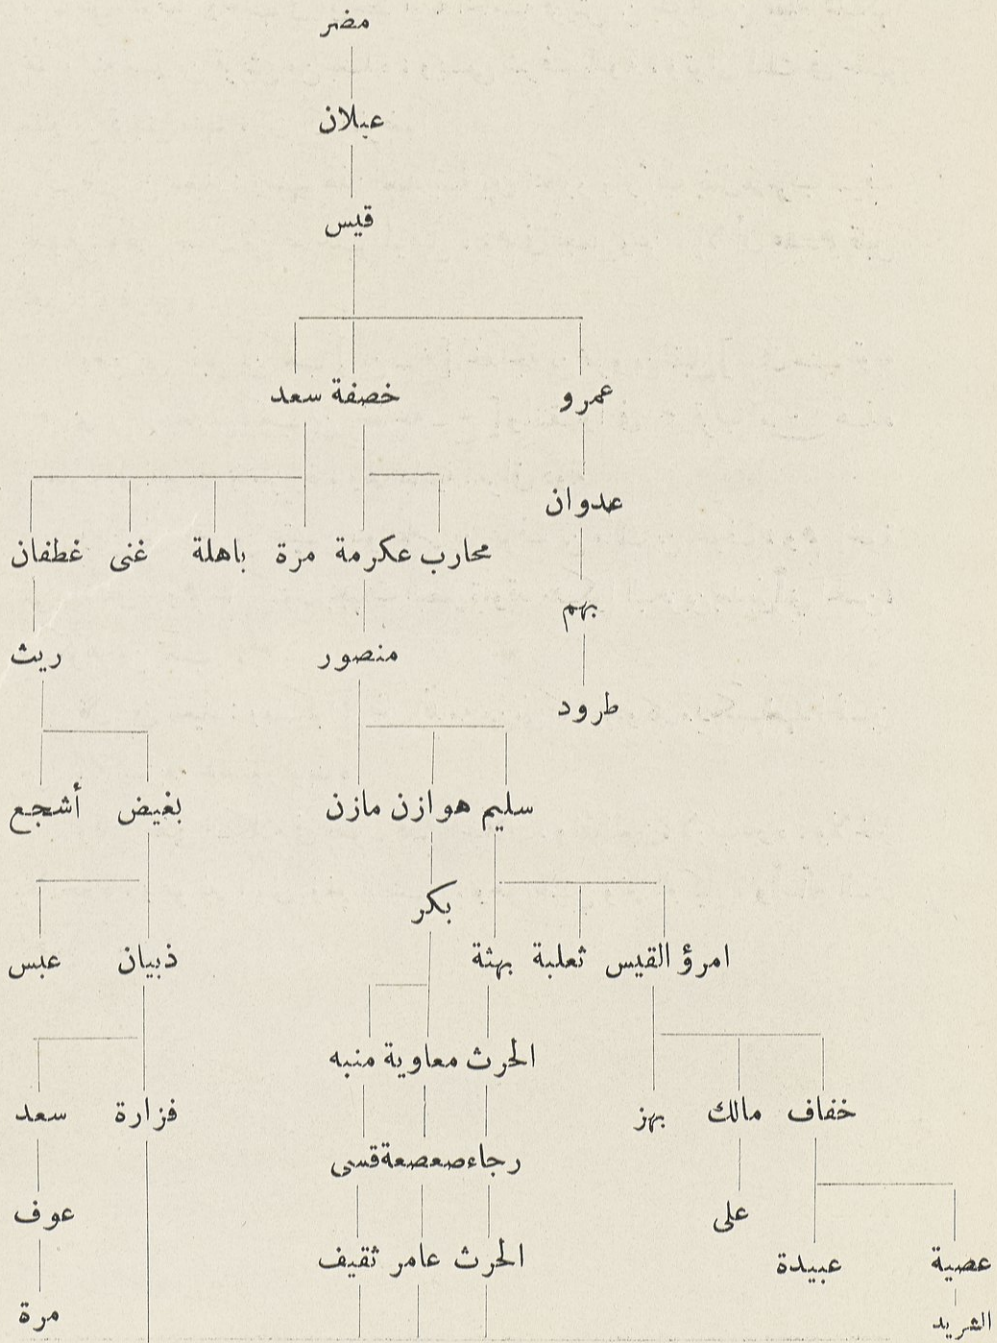 مضر
عبلان
قيس
عمرو خصفة سعد
عدوان
محارب عكرمة مرة باهلة غنى غطفان
بهم
منصور ريث
طرود
سليم هوازن مازن بغيض أشجع
بكر
امرؤ القيس ثعلبة بهثة ذبيان عبس
الحرث معاوية منبه
خفاف مالك بهز فزارة سعد
رجاء صعصعة قسى
على عوف
الحرث عامر ثقيف
عصية عبيدة
الشريد مرة